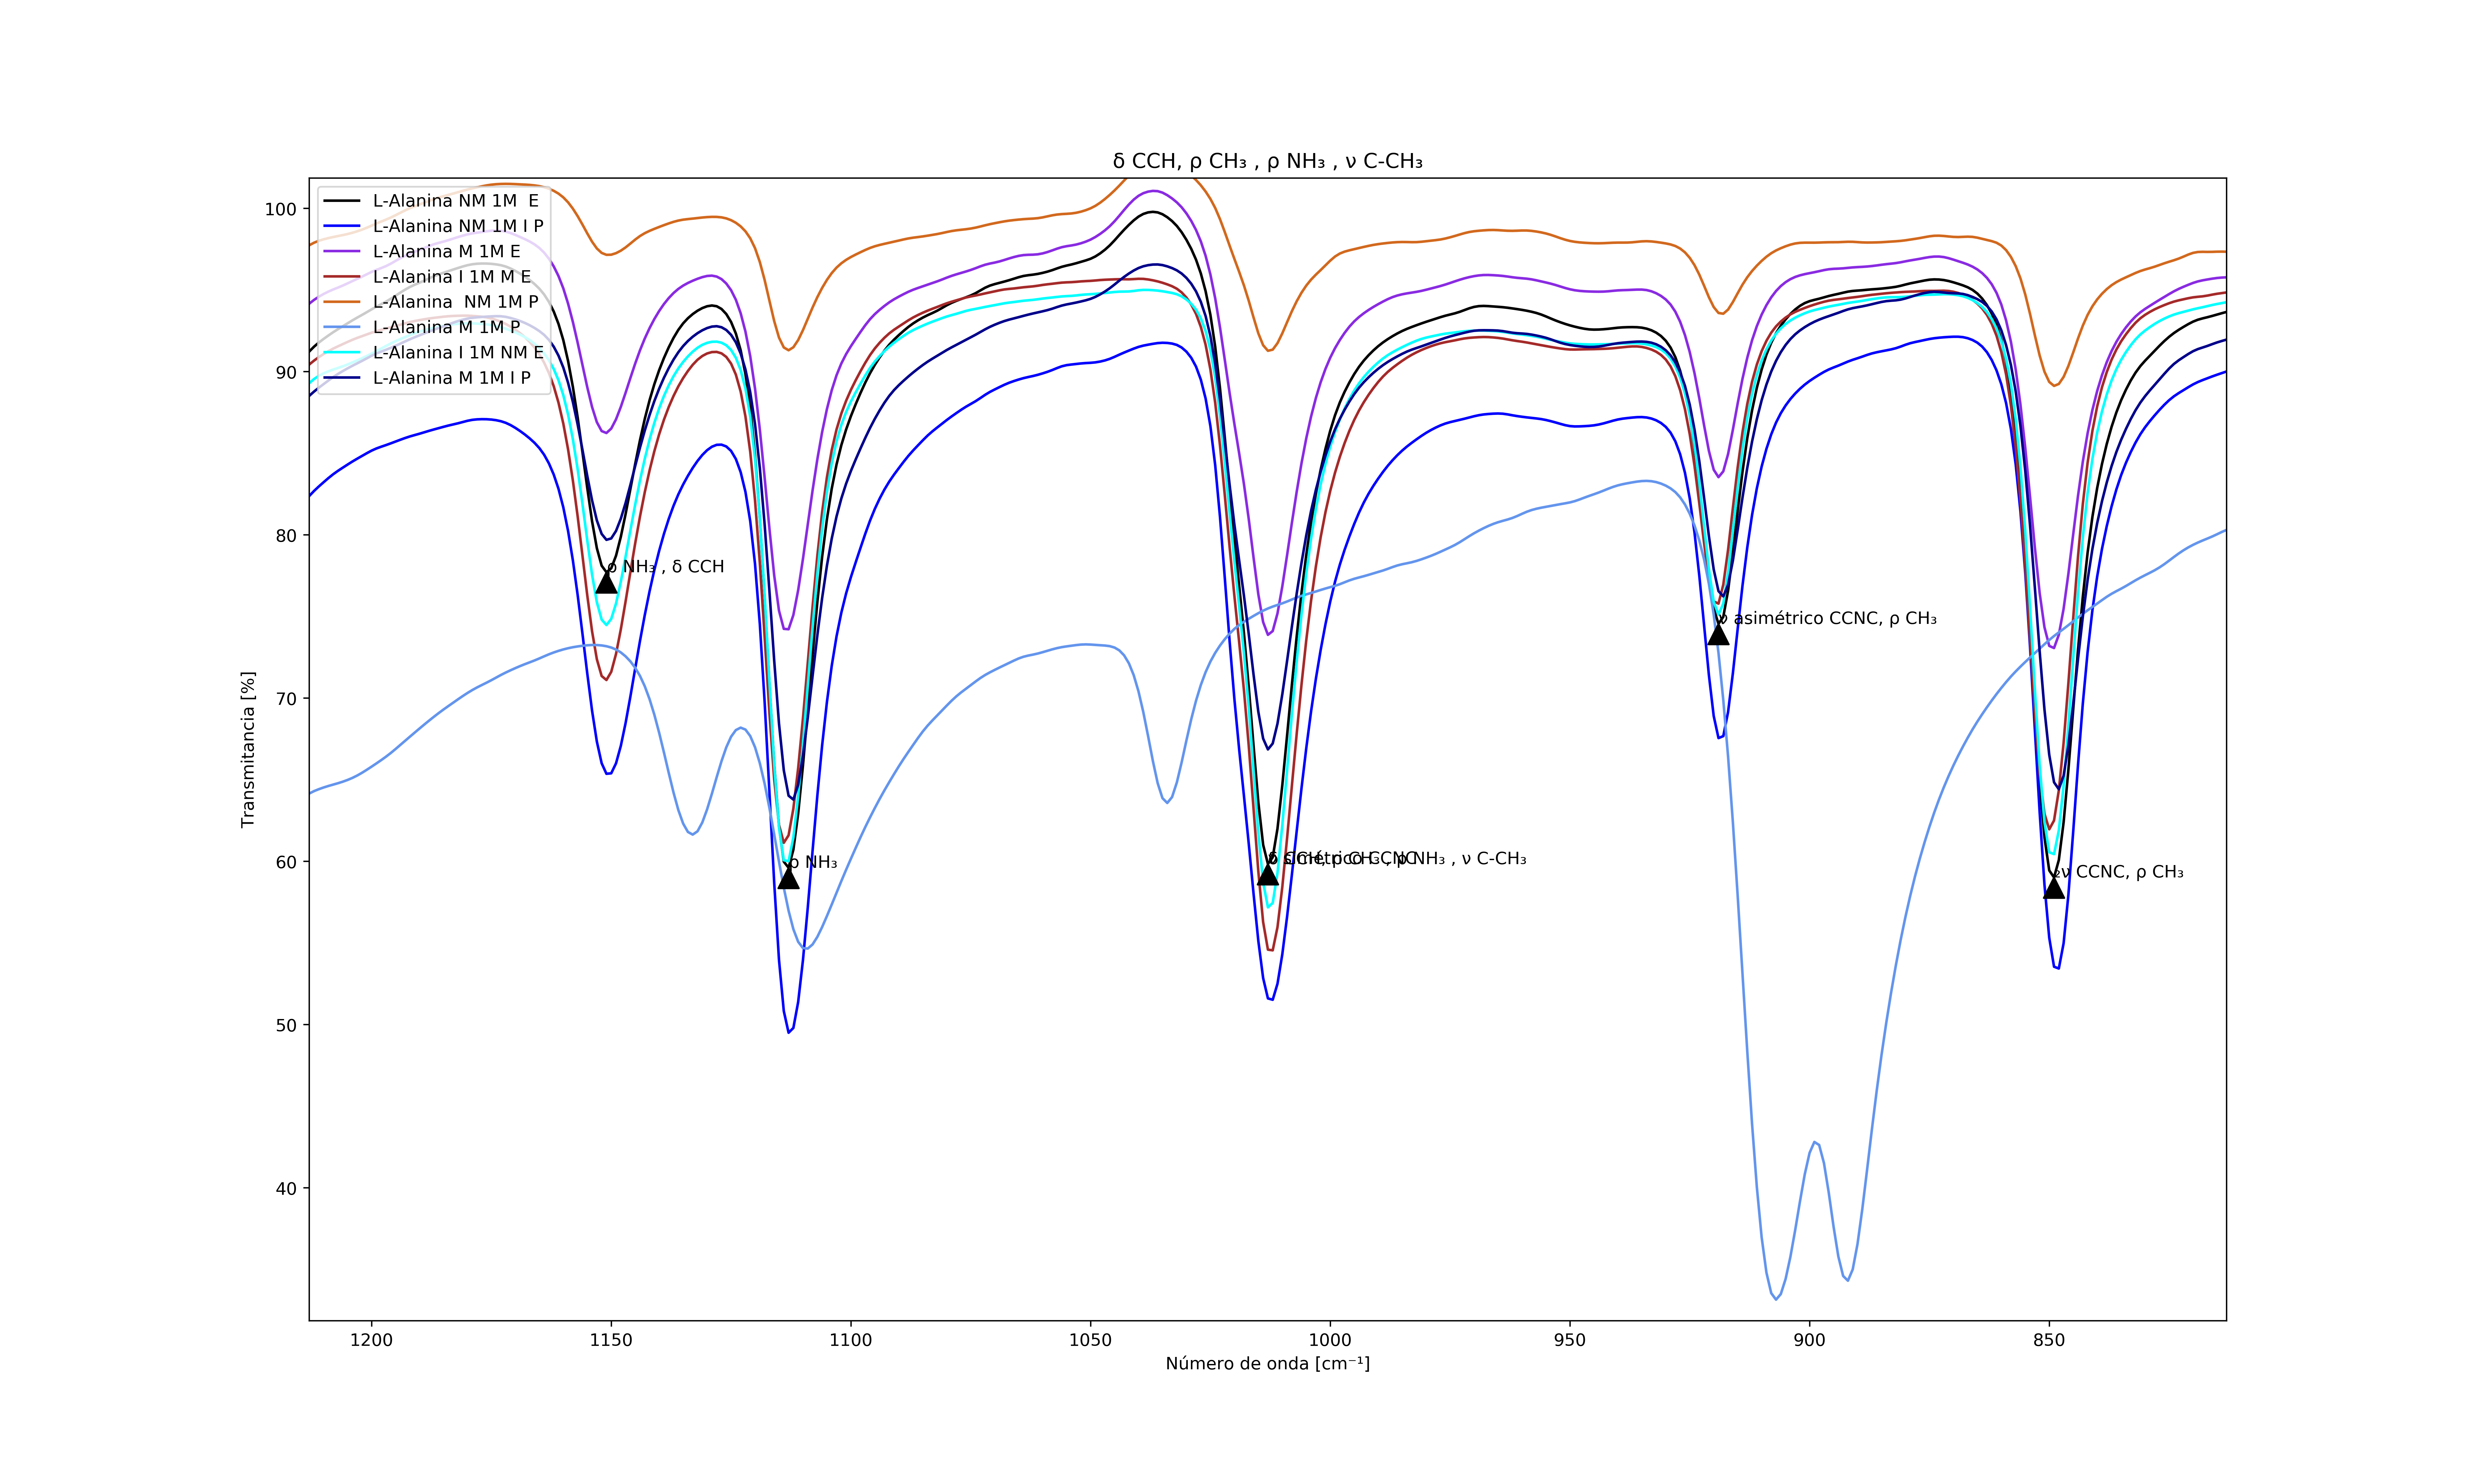 δ CCH, ρ CH₃ , ρ NH₃ , ν C-CH₃
L-Alanina NM 1M  E
L-Alanina NM 1M I P
L-Alanina M 1M E
L-Alanina I 1M M E
L-Alanina  NM 1M P
L-Alanina M 1M P
L-Alanina I 1M NM E
L-Alanina M 1M I P
100
90
80
70
60
50
40
Transmitancia [%]
ρ NH₃ , δ CCH
ν asimétrico CCNC, ρ CH₃
ρ NH₃
NH₃ , ν C-CH₃
ν CCNC, ρ CH₃
1200
1150
1100
1050
1000
950
900
850
Número de onda [cm⁻¹]